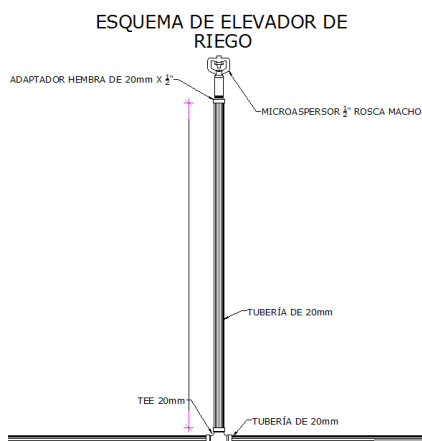 ESQUEMA DE ELEVADOR DE
RIEGO
ADAPTADOR HEMBRA DE 20mm X ½"
MICROASPERSOR ½" ROSCA MACHO
TUBERÍA DE 20mm
TEE 20mm
TUBERÍA DE 20mm